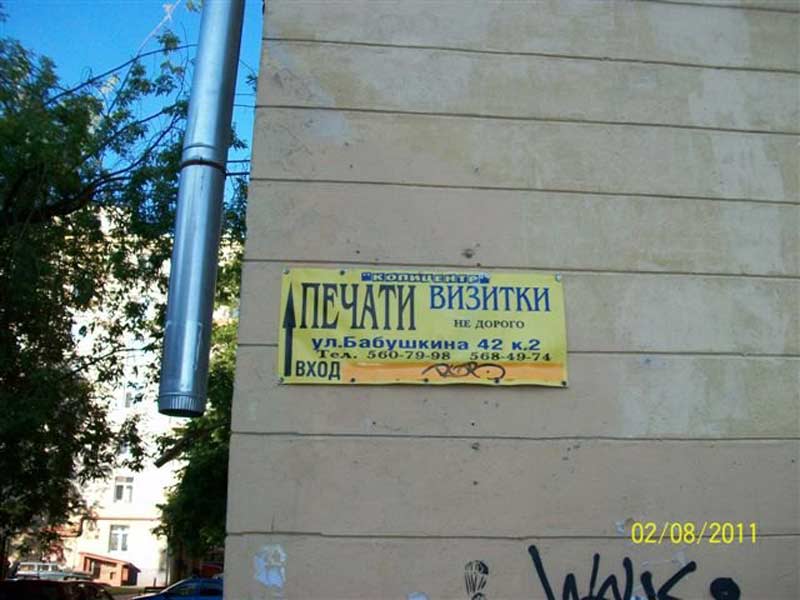 "КОПИЦЕНТР"
ПЕЧАТИ ВИЗИТКИ
НЕ ДОРОГО
ул.Бабушкина 42 к.2
Тел. 560-79-98 568-49-74
ВХОД
02/08/2011